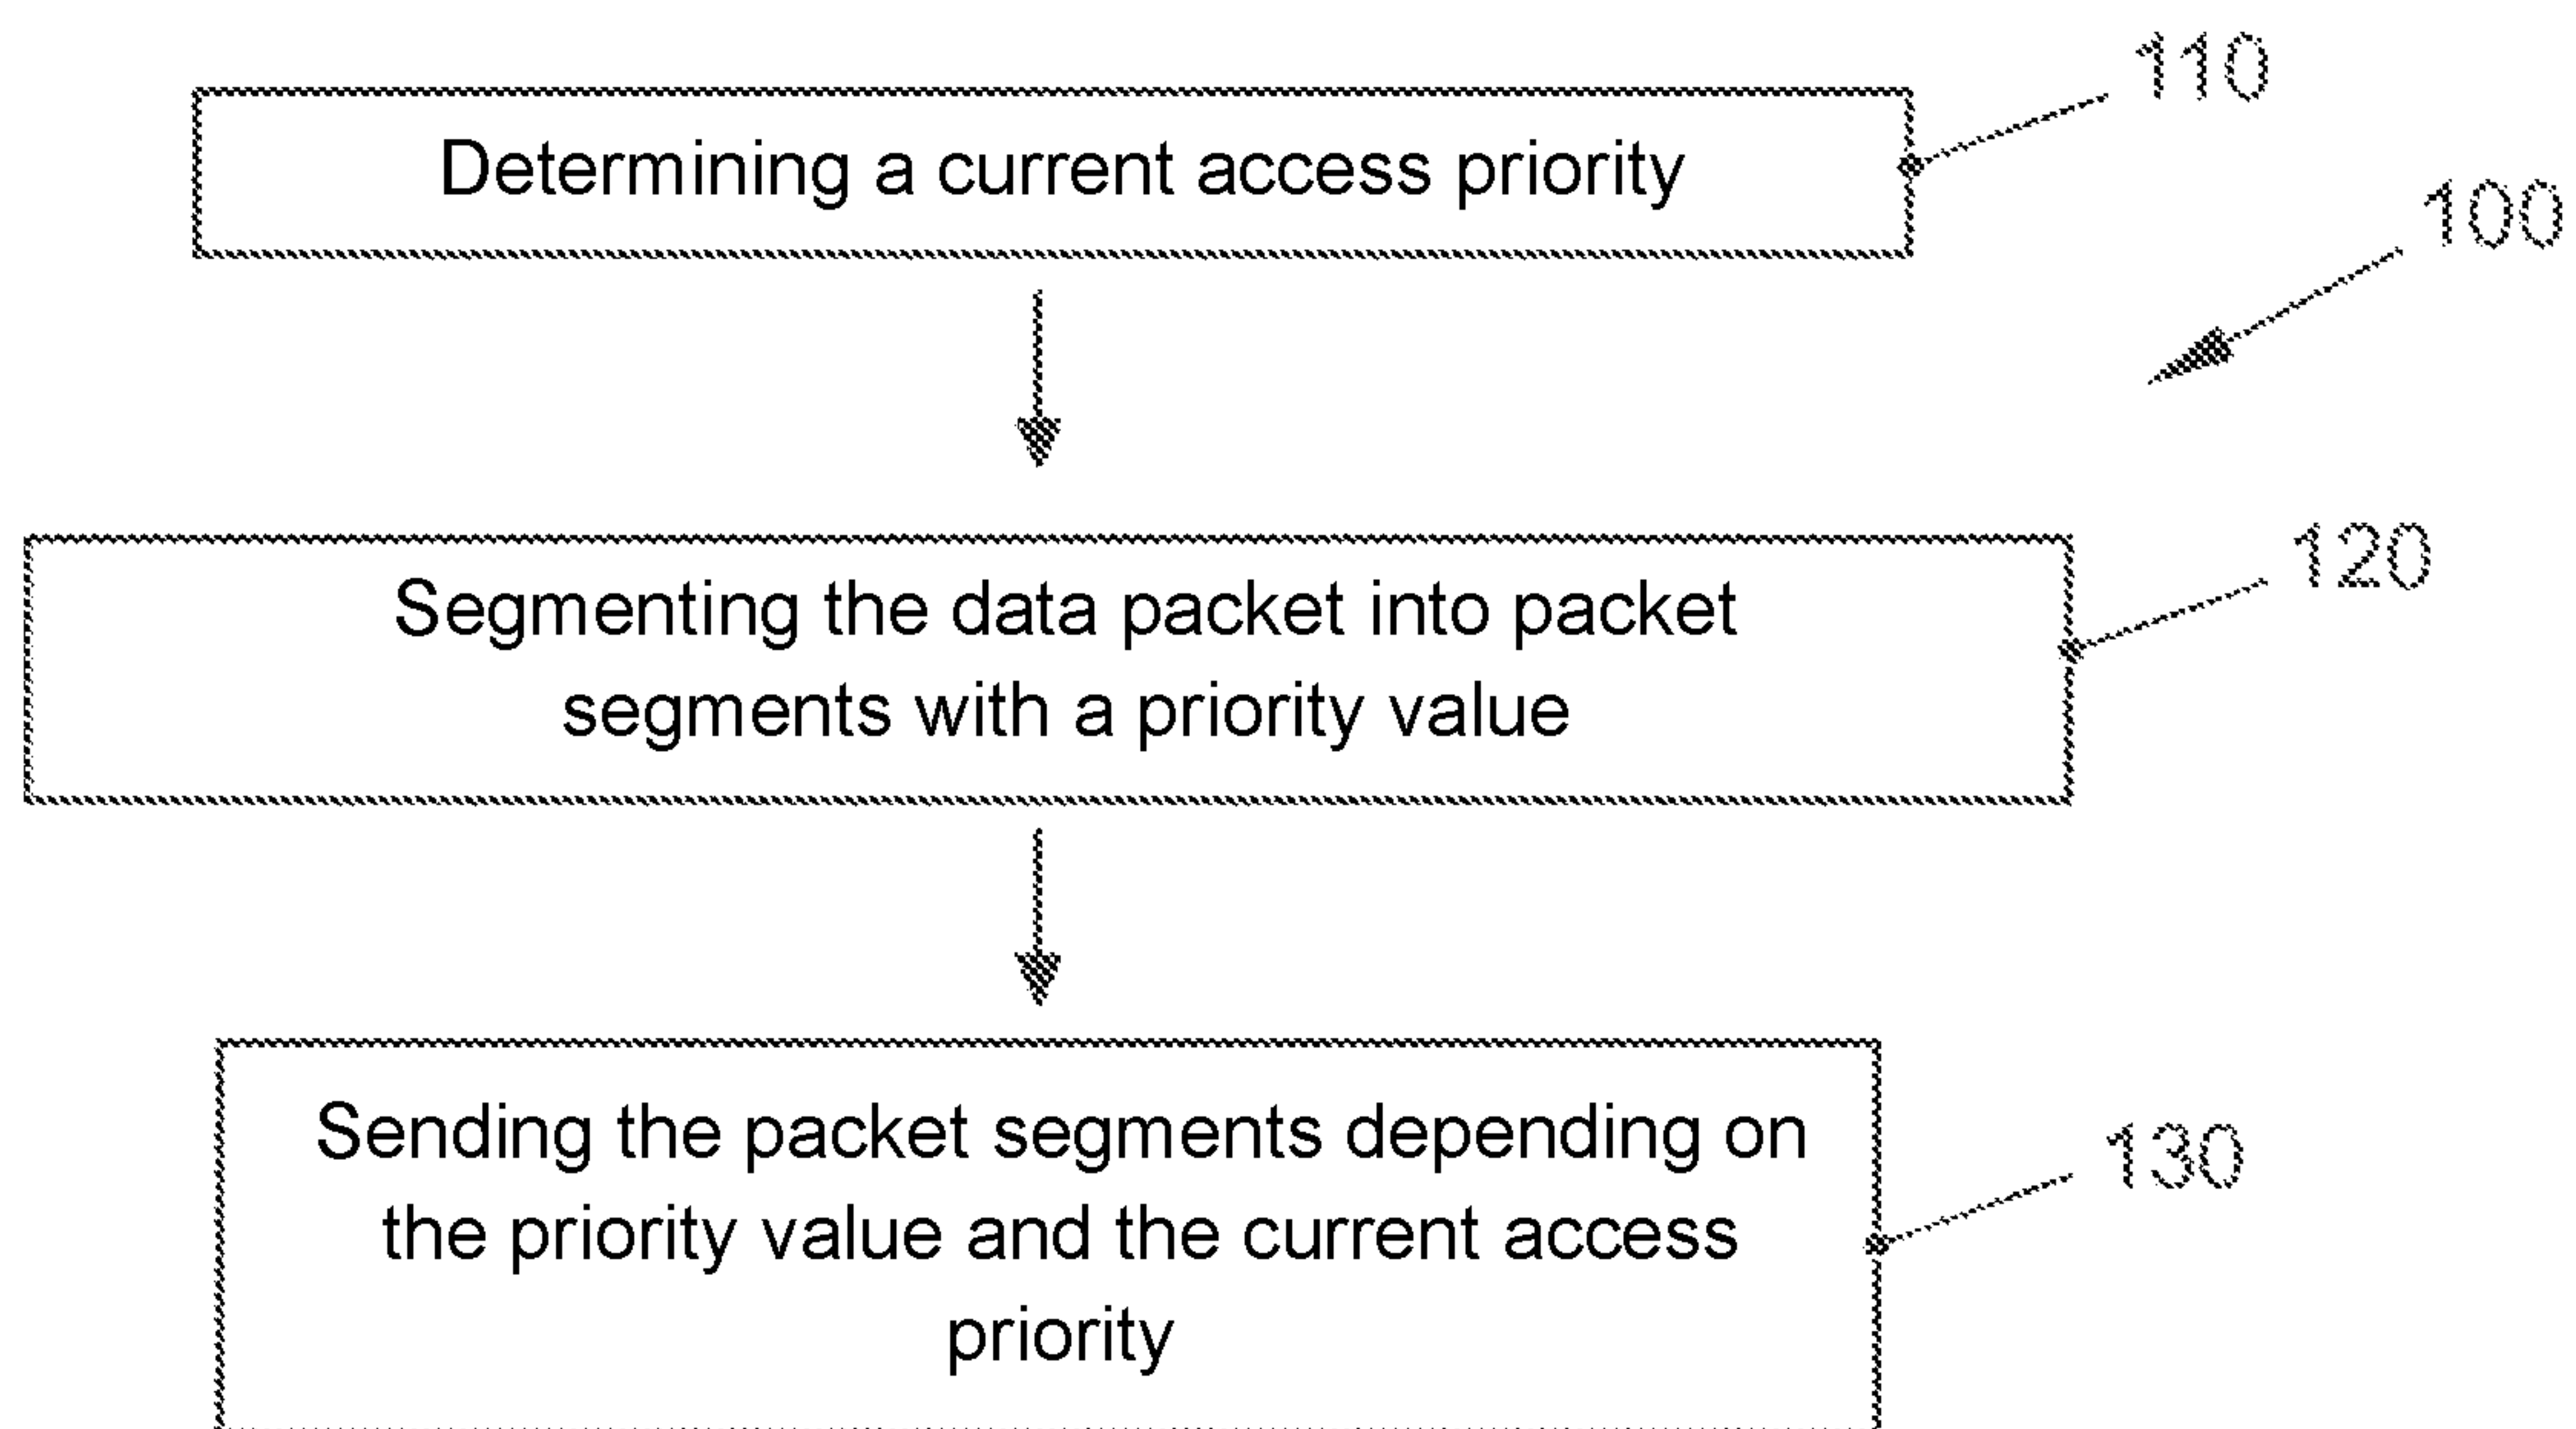 110
Determining a current access priority
100
120
Segmenting the data packet into packet
segments with a priority value
Sending the packet segments depending on
130
the priority value and the current access
priority